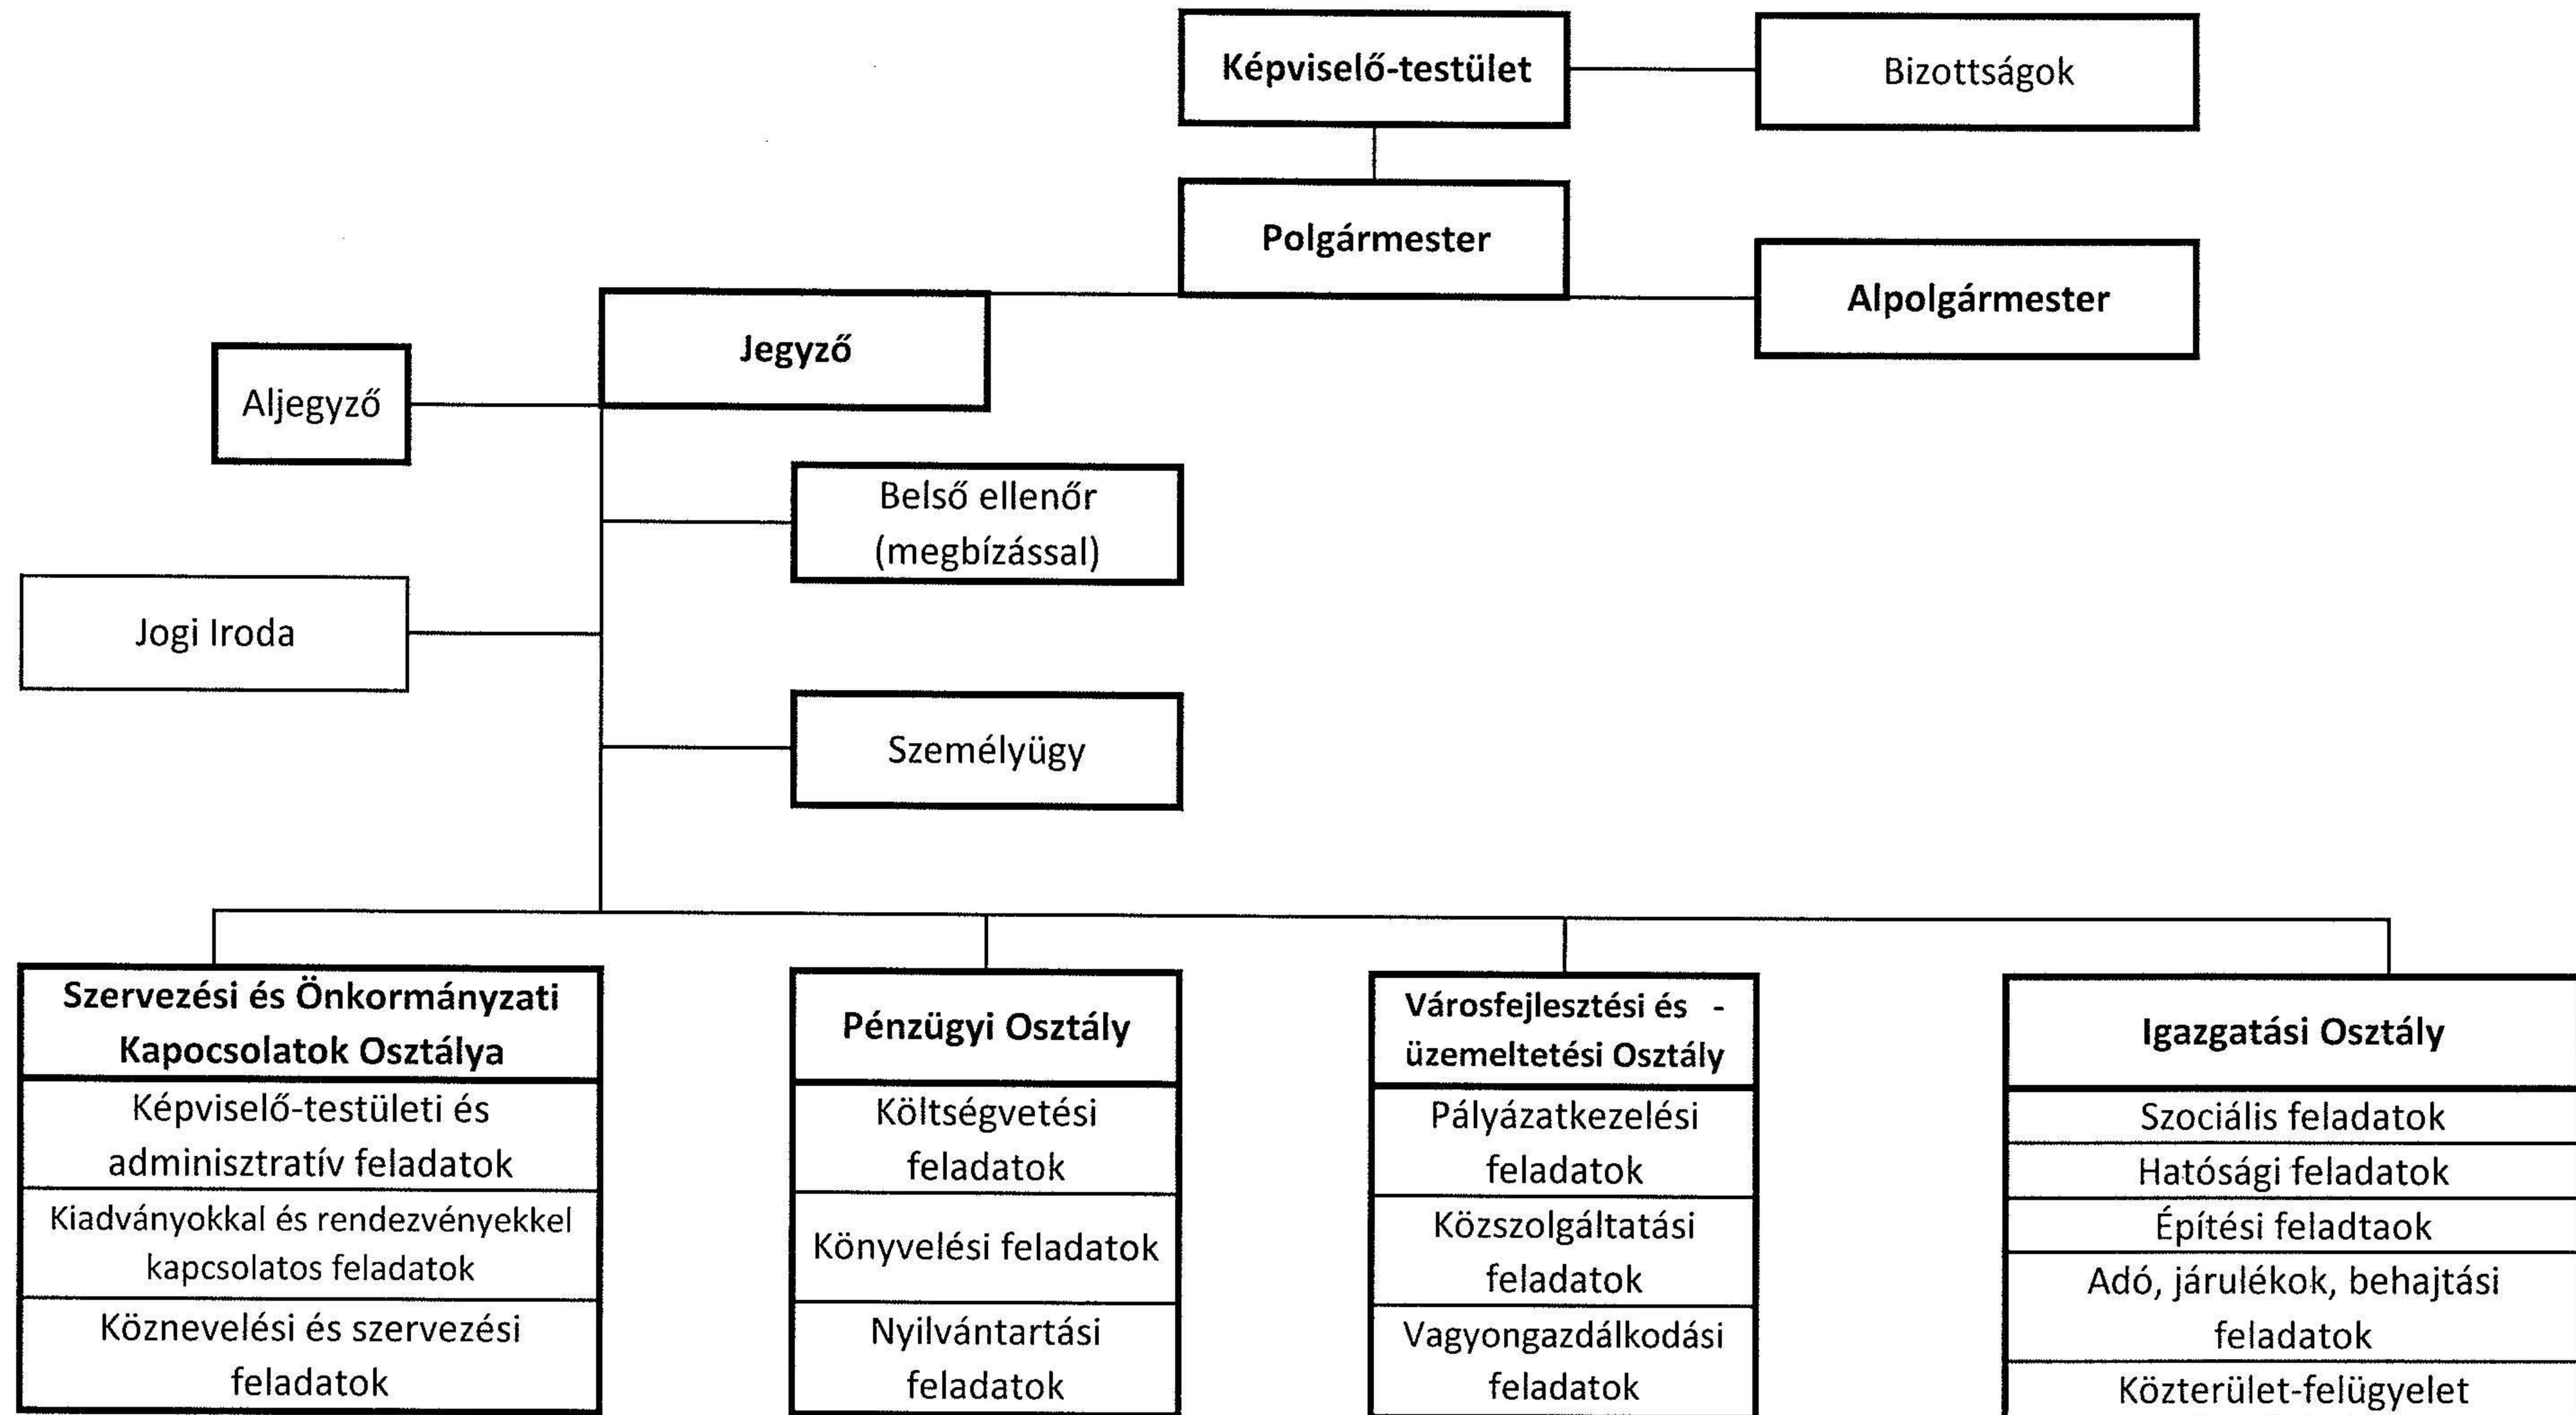 Képviselő-testület
Bizottságok
Polgármester
Alpolgármester
Jegyző
Aljegyző
Belső ellenőr
(megbízással)
Jogi Iroda
Személyügy
Szervezési és Önkormányzati
Kapocsolatok Osztálya
Képviselő-testületi és
adminisztratív feladatok
Kiadványokkal és rendezvényekkel
kapcsolatos feladatok
Köznevelési és szervezési
feladatok
Pénzügyi Osztály
Költségvetési
feladatok
Könyvelési feladatok
Nyilvántartási
feladatok
Városfejlesztési és -
üzemeltetési Osztály
Pályázatkezelési
feladatok
Közszolgáltatási
feladatok
Vagyongazdálkodási
feladatok
Igazgatási Osztály
Szociális feladatok
Hatósági feladatok
Építési feladtaok
Adó, járulékok, behajtási
feladatok
Közterület-felügyelet